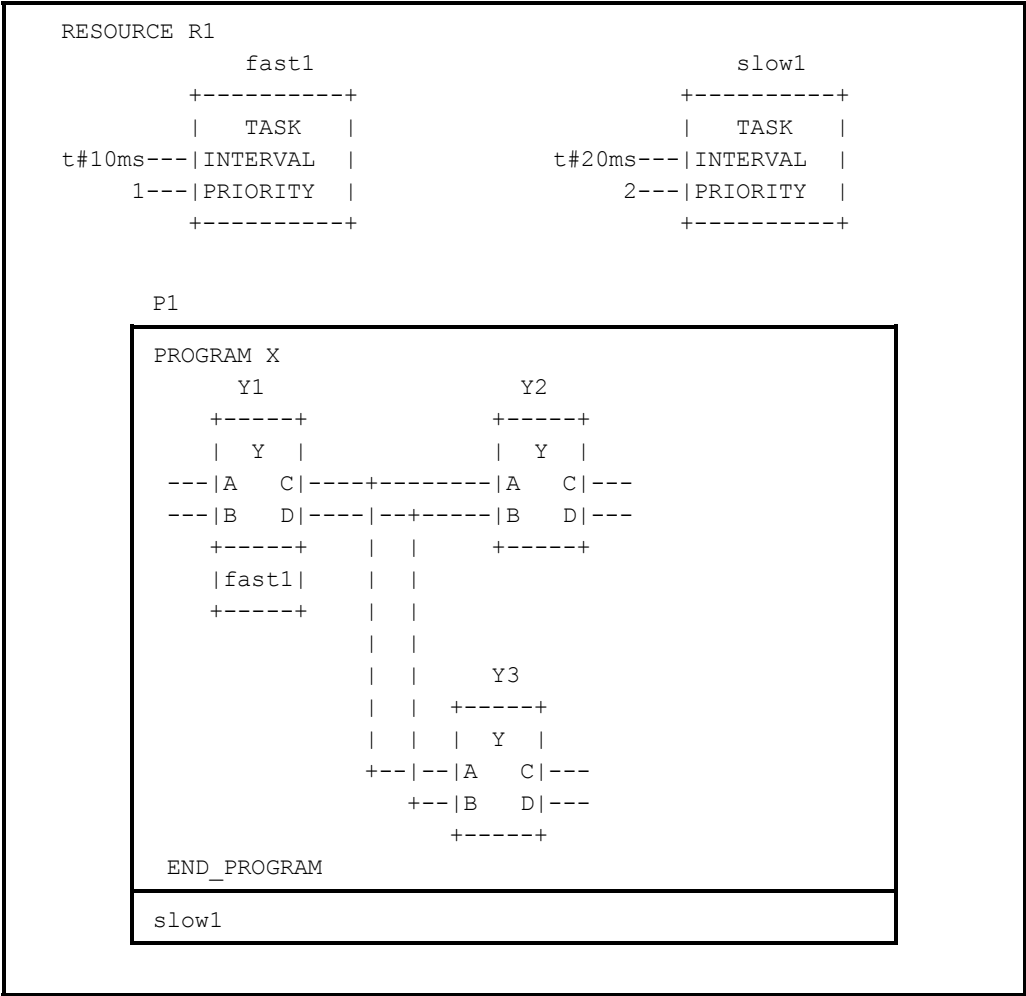 RESOURCE R1
fast1 slow1
+----------+ +----------+
| TASK | | TASK |
t#10ms---|INTERVAL | t#20ms---|INTERVAL |
1---|PRIORITY | 2---|PRIORITY |
+----------+ +----------+
P1
PROGRAM X
Y1 Y2
+-----+ +-----+
| Y | | Y |
---|A C|----+--------|A C|---
---|B D|----|--+-----|B D|---
+-----+ | | +-----+
|fast1| | |
+-----+ | |
| |
| | Y3
| | +-----+
| | | Y |
+--|--|A C|---
+--|B D|---
+-----+
END_PROGRAM
slow1